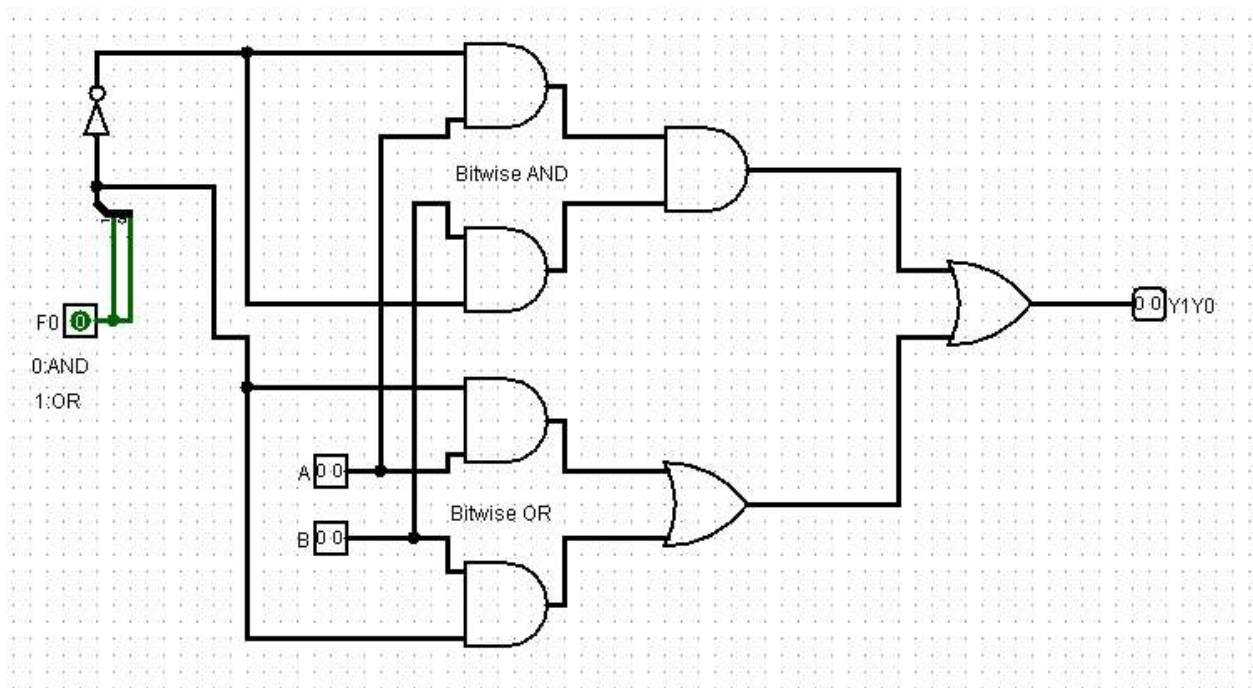 Bitwise AND
F0 0
0:AND
1:OR
A 0 0
B 0 0
Bitwise OR
0 0 Y1Y0